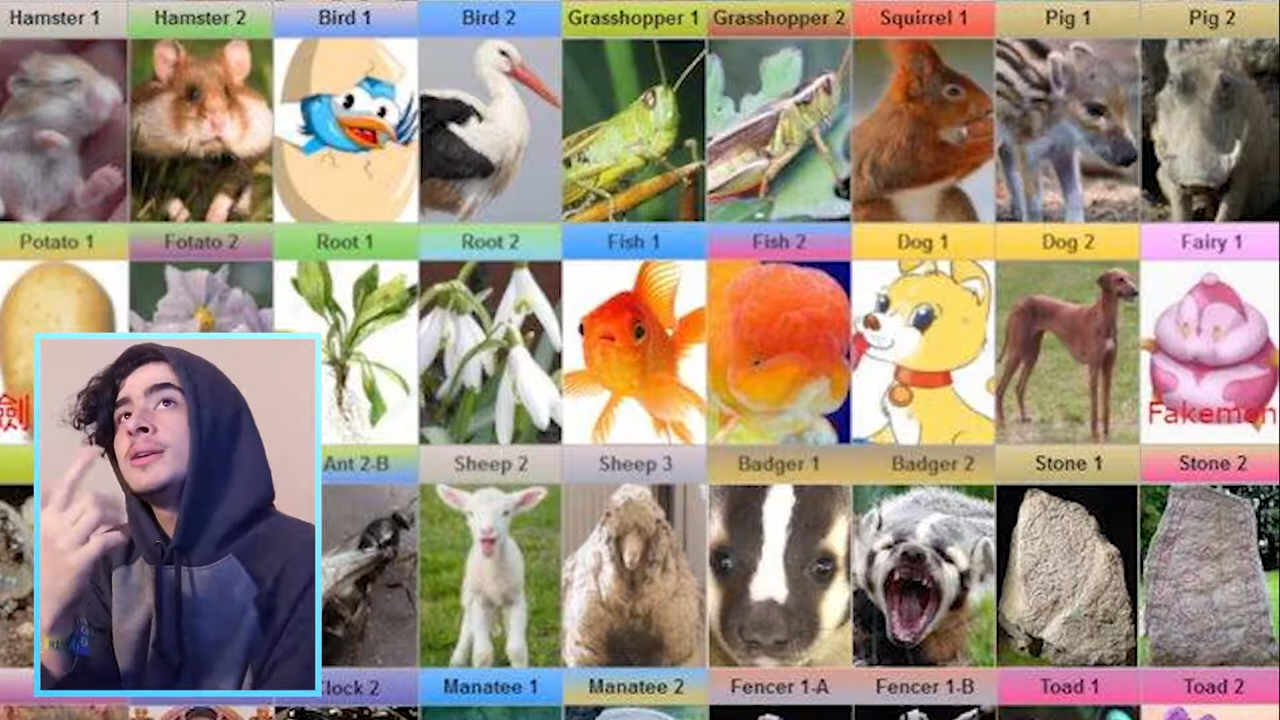 Hamster 1
Hamster 2
Bird 1
Bird 2
Grasshopper 1
Grasshopper 2
Squirrel 1
Pig 1
Pig 2
Potato 1
Fotato 2
Root 1
Root 2
Fish 1
Fish 2
Dog 1
Dog 2
Fairy 1
劍
Fakemon
Ant 2-B
Sheep 2
Sheep 3
Badger 1
Badger 2
Stone 1
Stone 2
Clock 2
Manatee 1
Manatee 2
Fencer 1-A
Fencer 1-B
Toad 1
Toad 2